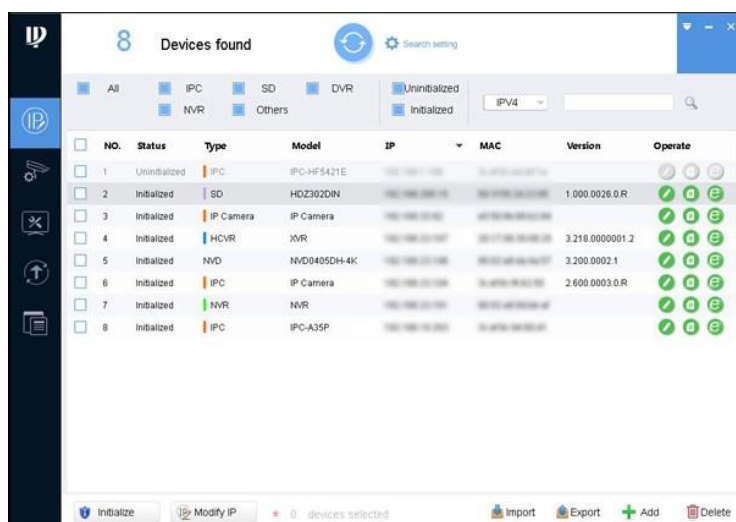 8 Devices found Search setting
All IPC SD DVR Uninitialized
NVR Others Initialized IPV4
NO. Status Type Model IP MAC Version Operate
1 Uninitialized IPC IPC-HF5421E
2 Initialized SD HDZ302DIN 1.000.0026.0.R
3 Initialized IP Camera IP Camera
4 Initialized HCVR XVR 3.218.0000001.2
5 Initialized NVD NVD0405DH-4K 3.200.0002.1
6 Initialized IPC IP Camera 2.600.0003.0.R
7 Initialized NVR NVR
8 Initialized IPC IPC-A35P
Initialize Modify IP * 0 devices selected Import Export Add Delete